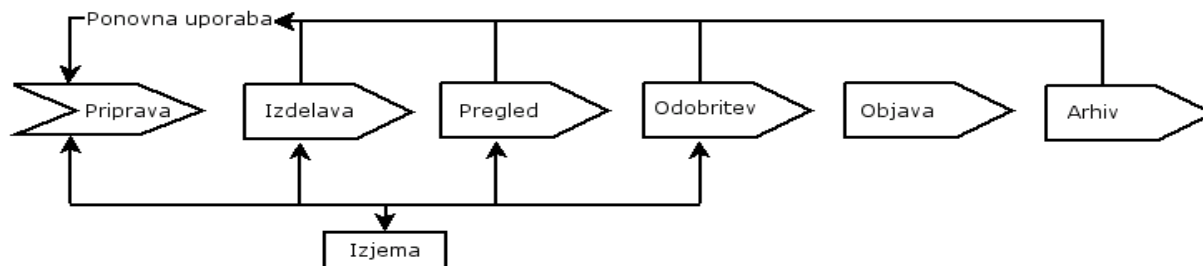 Ponovna uporaba
Priprava
Izdelava
Pregled
Odobritev
Objava
Arhiv
Izjema